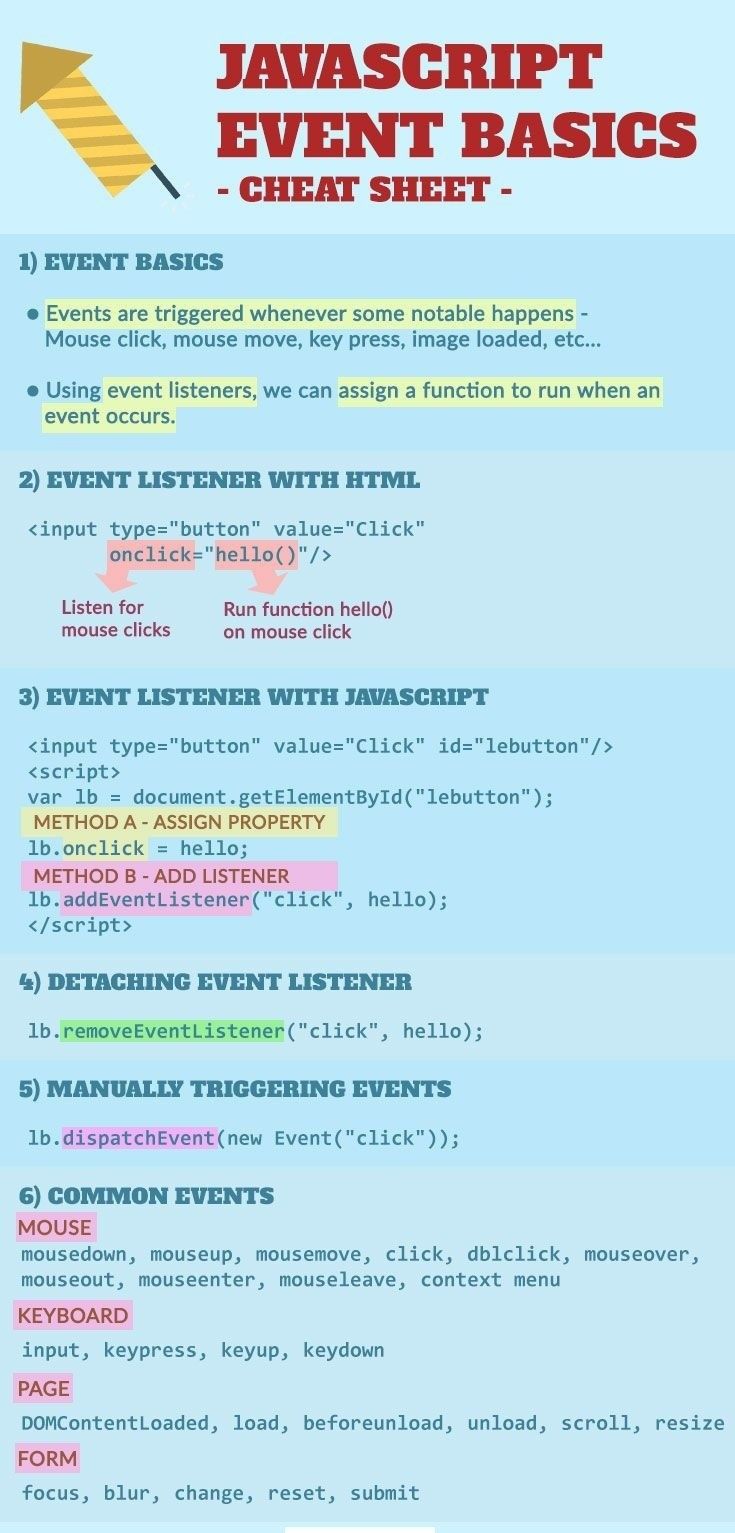 JAVASCRIPT
EVENT BASICS
- CHEAT SHEET -
1) EVENT BASICS
● Events are triggered whenever some notable happens -
Mouse click, mouse move, key press, image loaded, etc...
● Using event listeners, we can assign a function to run when an
event occurs.
2) EVENT LISTENER WITH HTML
<input type="button" value="Click"
onclick="hello()"/>
Listen for
mouse clicks
Run function hello()
on mouse click
3) EVENT LISTENER WITH JAVASCRIPT
<input type="button" value="Click" id="lebutton"/>
<script>
var lb = document.getElementById("lebutton");
METHOD A - ASSIGN PROPERTY
lb.onclick = hello;
METHOD B - ADD LISTENER
lb.addEventListener("click", hello);
</script>
4) DETACHING EVENT LISTENER
lb.removeEventListener("click", hello);
5) MANUALLY TRIGGERING EVENTS
lb.dispatchEvent(new Event("click"));
6) COMMON EVENTS
MOUSE
mousedown, mouseup, mousemove, click, dblclick, mouseover,
mouseout, mouseenter, mouseleave, context menu
KEYBOARD
input, keypress, keyup, keydown
PAGE
DOMContentLoaded, load, beforeunload, unload, scroll, resize
FORM
focus, blur, change, reset, submit